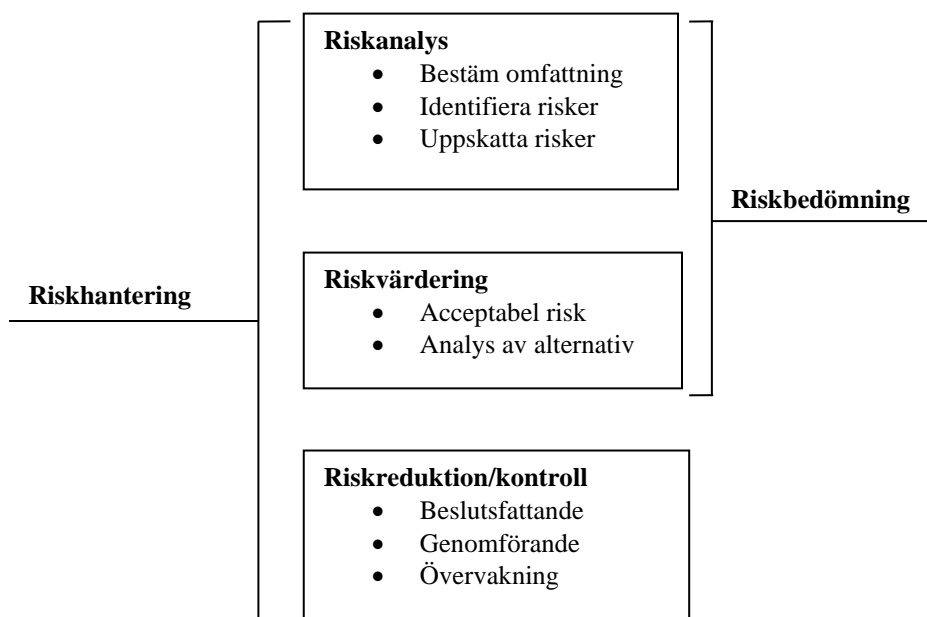 Riskanalys
• Bestäm omfattning
• Identifiera risker
• Uppskatta risker
Riskbedömning
Riskhantering
Riskvärdering
• Acceptabel risk
• Analys av alternativ
Riskreduktion/kontroll
• Beslutsfattande
• Genomförande
• Övervakning